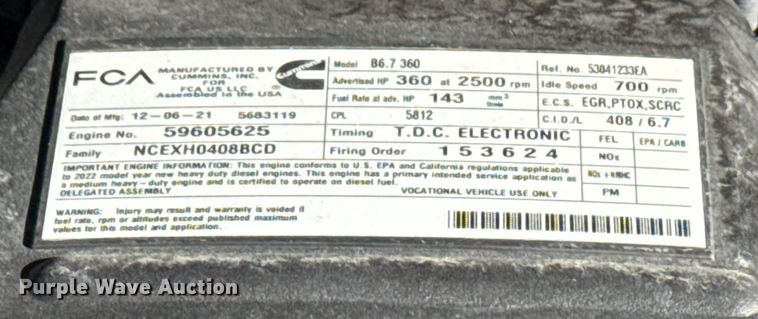 FCA MANUFACTURED BY CUMMINS, INC. FOR FCA US LLC Assembled in the USA
Cummins
Model B6.7 360 Ref. No. 53041233EA
Advertised HP 360 at 2500 rpm Idle Speed 700 rpm
Fuel Rate at adv. HP 143 mm³ Stroke E.C.S. EGR,PTOX,SCRC
Date of Mfg: 12-06-21 5683119 CPL 5812 C.I.D./L 408 / 6.7
Engine No. 59605625 Timing T.D.C. ELECTRONIC FEL EPA / CARB
Family NCEXH0408BCD Firing Order 1 5 3 6 2 4 NOx
IMPORTANT ENGINE INFORMATION: This engine conforms to U.S. EPA and California regulations applicable
to 2022 model year new heavy duty diesel engines. This engine has a primary intended service application as
a medium heavy - duty engine and is certified to operate on diesel fuel.
NOx + NMHC
DELEGATED ASSEMBLY VOCATIONAL VEHICLE USE ONLY PM
WARNING: Injury may result and warranty is voided if
fuel rate, rpm or altitudes exceed published maximum
values for this model and application.
Purple Wave Auction